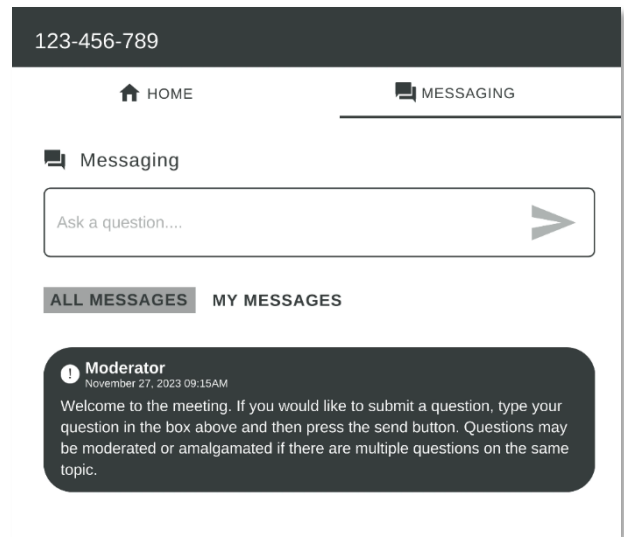 123-456-789
HOME
MESSAGING
Messaging
Ask a question....
ALL MESSAGES
MY MESSAGES
Moderator
November 27, 2023 09:15AM
Welcome to the meeting. If you would like to submit a question, type your
question in the box above and then press the send button. Questions may
be moderated or amalgamated if there are multiple questions on the same
topic.